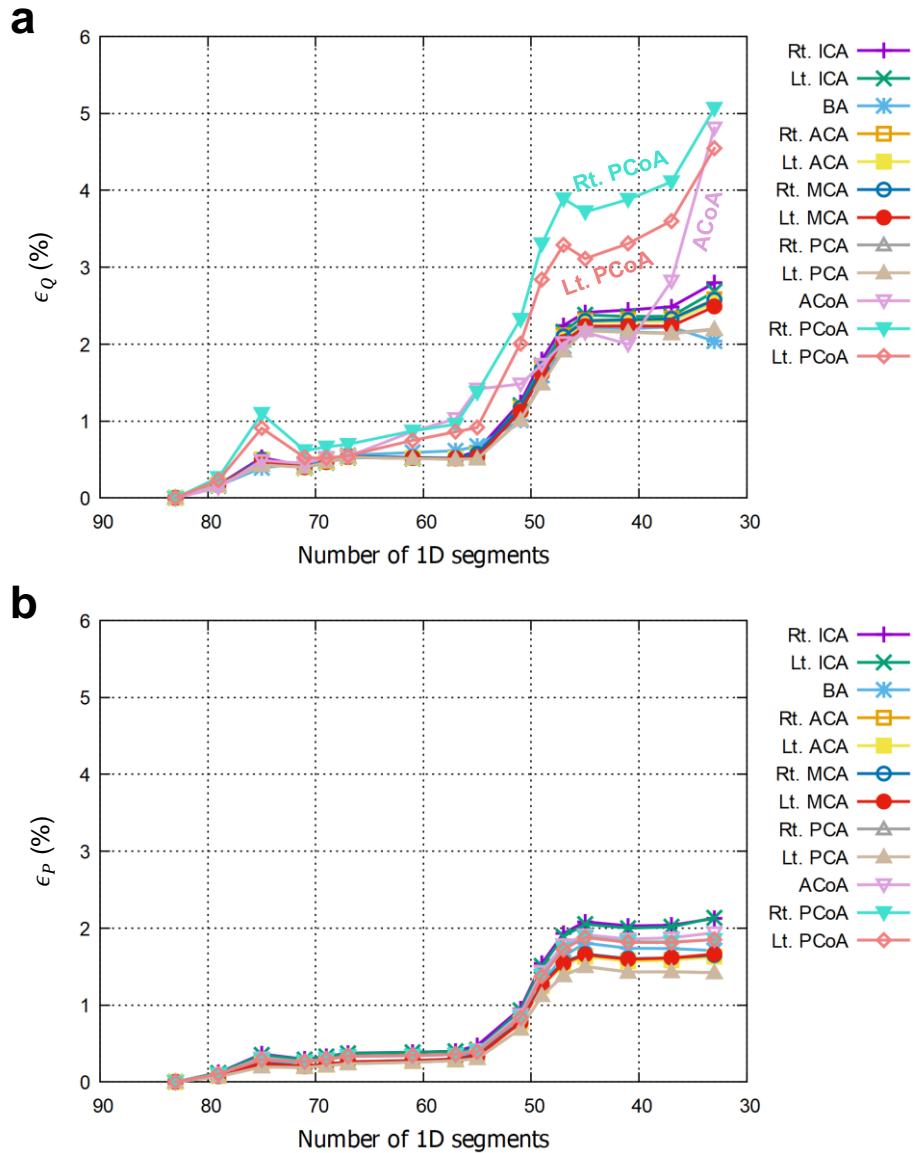 a
6
5
4
3
2
1
0
ϵQ (%)
90 80 70 60 50 40 30
Number of 1D segments
Rt. PCoA
Lt. PCoA
ACoA
Rt. ICA
Lt. ICA
BA
Rt. ACA
Lt. ACA
Rt. MCA
Lt. MCA
Rt. PCA
Lt. PCA
ACoA
Rt. PCoA
Lt. PCoA
b
6
5
4
3
2
1
0
ϵP (%)
90 80 70 60 50 40 30
Number of 1D segments
Rt. ICA
Lt. ICA
BA
Rt. ACA
Lt. ACA
Rt. MCA
Lt. MCA
Rt. PCA
Lt. PCA
ACoA
Rt. PCoA
Lt. PCoA